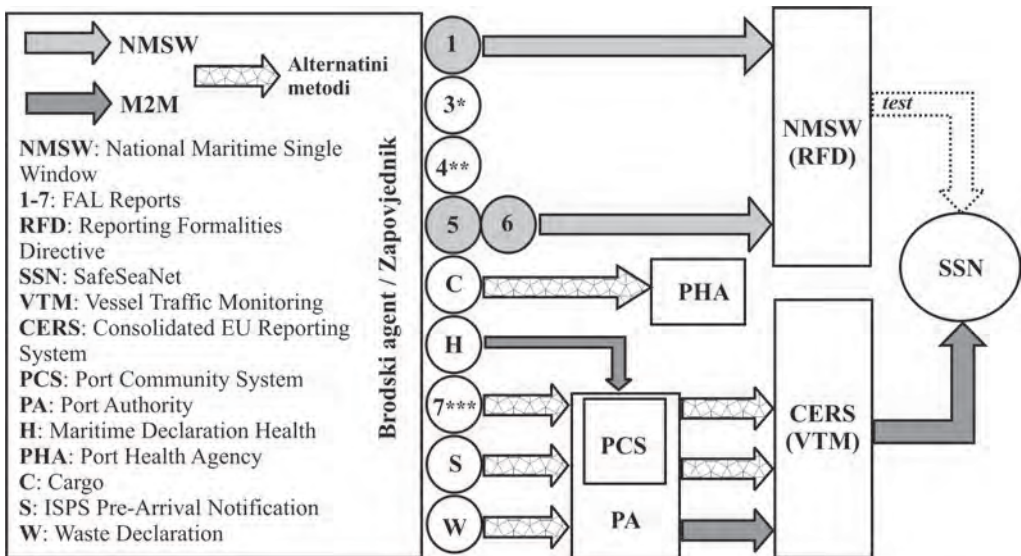 NMSW
Alternatini
metodi
M2M
NMSW: National Maritime Single
Window
1-7: FAL Reports
RFD: Reporting Formalities
Directive
SSN: SafeSeaNet
VTM: Vessel Traffic Monitoring
CERS: Consolidated EU Reporting
System
PCS: Port Community System
PA: Port Authority
H: Maritime Declaration Health
PHA: Port Health Agency
C: Cargo
S: ISPS Pre-Arrival Notification
W: Waste Declaration
Brodski agent / Zapovjednik
1
3*
4**
5 6
C
H
7***
S
W
PHA
PCS
PA
NMSW
(RFD)
CERS
(VTM)
test
SSN